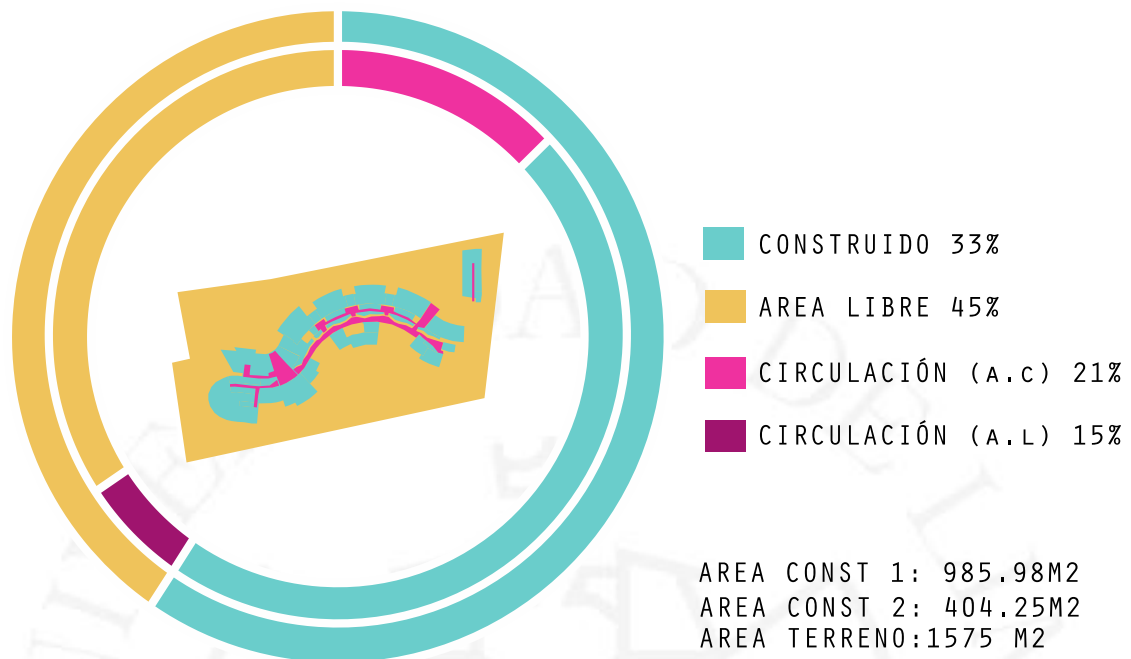 CONSTRUIDO 33%
AREA LIBRE 45%
CIRCULACIÓN (A.C) 21%
CIRCULACIÓN (A.L) 15%
AREA CONST 1: 985.98M2
AREA CONST 2: 404.25M2
AREA TERRENO:1575 M2